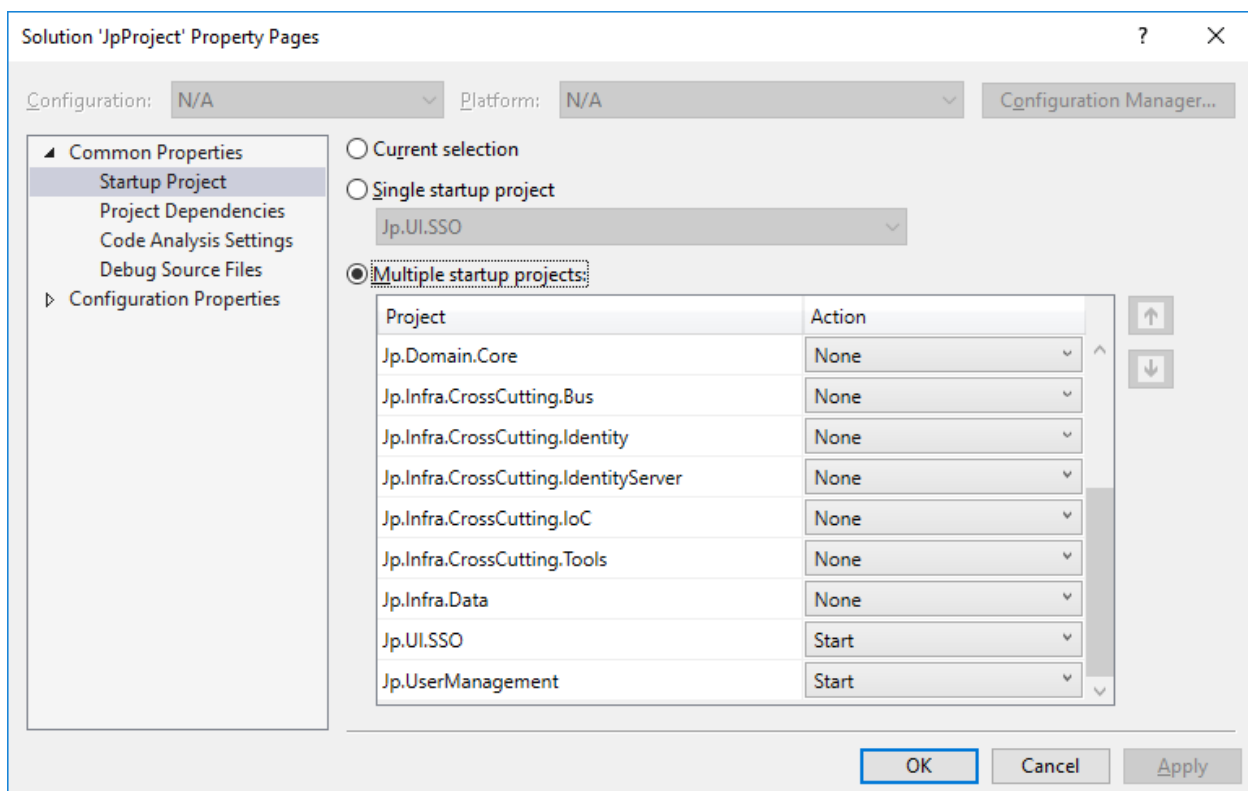 Solution 'JpProject' Property Pages
?
Configuration: N/A Platform: N/A Configuration Manager...
Common Properties
Startup Project
Project Dependencies
Code Analysis Settings
Debug Source Files
Configuration Properties
Current selection
Single startup project
Jp.UI.SSO
Multiple startup projects:
Project Action
Jp.Domain.Core None
Jp.Infra.CrossCutting.Bus None
Jp.Infra.CrossCutting.Identity None
Jp.Infra.CrossCutting.IdentityServer None
Jp.Infra.CrossCutting.IoC None
Jp.Infra.CrossCutting.Tools None
Jp.Infra.Data None
Jp.UI.SSO Start
Jp.UserManagement Start
OK Cancel Apply